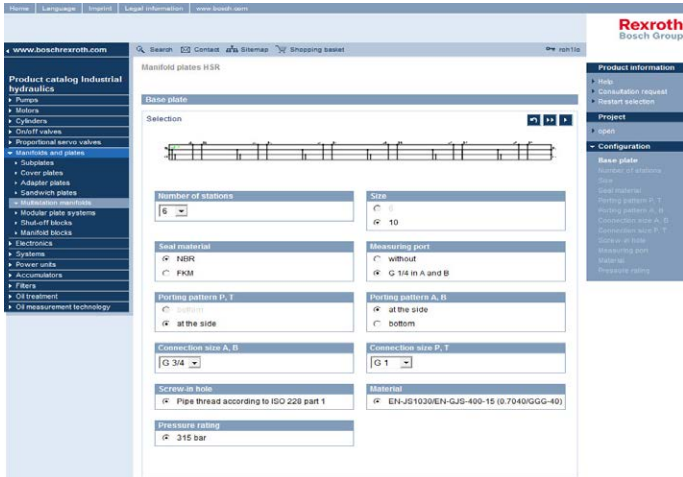 Home | Language | Imprint | Legal information | www.bosch.com
Rexroth
Bosch Group
www.boschrexroth.com
Search Contact Sitemap Shopping basket
Product catalog Industrial
hydraulics
Pumps
Motors
Cylinders
On/off valves
Proportional servo valves
Manifolds and plates
Subplates
Cover plates
Adapter plates
Sandwich plates
Multistation manifolds
Modular plate systems
Shut-off blocks
Manifold blocks
Electronics
Systems
Power units
Accumulators
Filters
Oil treatment
Oil measurement technology
Manifold plates HSR
Base plate
Selection
Number of stations
6
Size
6
10
Seal material
NBR
FKM
Measuring port
without
G 1/4 in A and B
Porting pattern P, T
bottom
at the side
Porting pattern A, B
at the side
bottom
Connection size A, B
G 3/4
Connection size P, T
G 1
Screw-in hole
Pipe thread according to ISO 228 part 1
Material
EN-JS1030/EN-GJS-400-15 (0.7040/GGG-40)
Pressure rating
315 bar
Product information
Help
Consultation request
Restart selection
Project
open
Configuration
Base plate
Number of stations
Size
Seal material
Porting pattern P, T
Porting pattern A, B
Connection size A, B
Connection size P, T
Screw-in hole
Measuring port
Material
Pressure rating